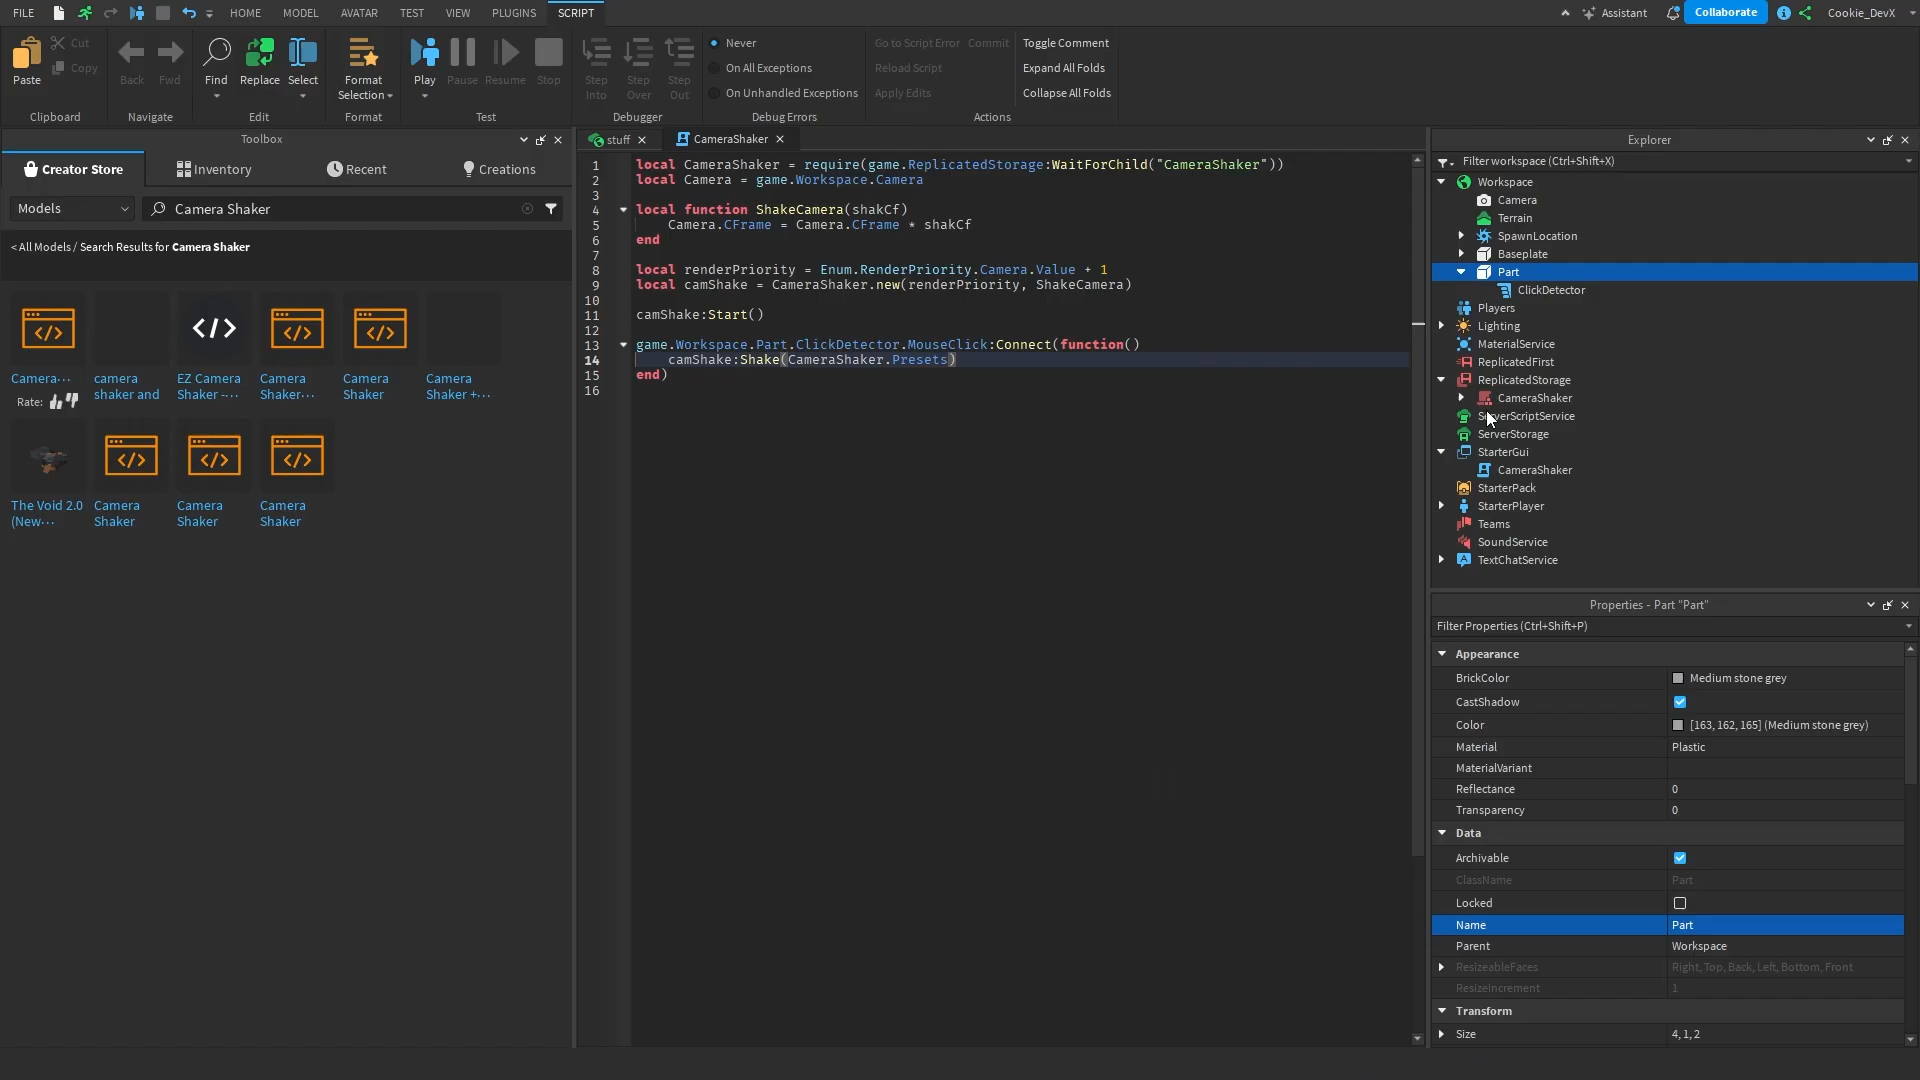 FILE HOME MODEL AVATAR TEST VIEW PLUGINS SCRIPT Assistant Collaborate Cookie_DevX
Paste
Cut
Copy
Clipboard
Back
Fwd
Navigate
Find
Replace
Select
Edit
Format
Selection
Format
Play
Pause
Resume
Stop
Test
Step
Into
Step
Over
Step
Out
Debugger
Never
On All Exceptions
On Unhandled Exceptions
Debug Errors
Go to Script Error Commit
Reload Script
Apply Edits
Toggle Comment
Expand All Folds
Collapse All Folds
Actions
Toolbox
Creator Store
Inventory
Recent
Creations
Models
Camera Shaker
< All Models / Search Results for Camera Shaker
Camera···
Rate:
camera
shaker and
EZ Camera
Shaker -···
Camera
Shaker···
Camera
Shaker
Camera
Shaker +···
The Void 2.0
(New···
Camera
Shaker
Camera
Shaker
Camera
Shaker
stuff
CameraShaker
1 local CameraShaker = require(game.ReplicatedStorage:WaitForChild("CameraShaker"))
2 local Camera = game.Workspace.Camera
3
4 local function ShakeCamera(shakCf)
5 Camera.CFrame = Camera.CFrame * shakCf
6 end
7
8 local renderPriority = Enum.RenderPriority.Camera.Value + 1
9 local camShake = CameraShaker.new(renderPriority, ShakeCamera)
10
11 camShake:Start()
12
13 game.Workspace.Part.ClickDetector.MouseClick:Connect(function()
14 camShake:Shake(CameraShaker.Presets)
15 end)
16
Explorer
Filter workspace (Ctrl+Shift+X)
Workspace
Camera
Terrain
SpawnLocation
Baseplate
Part
ClickDetector
Players
Lighting
MaterialService
ReplicatedFirst
ReplicatedStorage
CameraShaker
ServerScriptService
ServerStorage
StarterGui
CameraShaker
StarterPack
StarterPlayer
Teams
SoundService
TextChatService
Properties - Part "Part"
Filter Properties (Ctrl+Shift+P)
Appearance
BrickColor Medium stone grey
CastShadow
Color [163, 162, 165] (Medium stone grey)
Material Plastic
MaterialVariant
Reflectance 0
Transparency 0
Data
Archivable
ClassName Part
Locked
Name Part
Parent Workspace
ResizeableFaces Right, Top, Back, Left, Bottom, Front
ResizeIncrement 1
Transform
Size 4, 1, 2